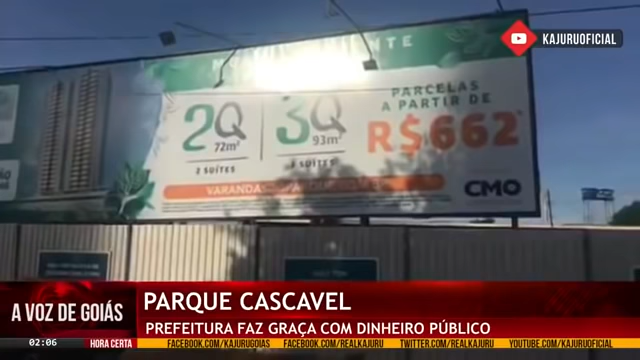 KAJURUOFICIAL
PARCELAS
A PARTIR DE
R$662
2Q
72m²
2 SUÍTES
3Q
93m²
SUÍTES
CMO
A VOZ DE GOIÁS
PARQUE CASCAVEL
PREFEITURA FAZ GRAÇA COM DINHEIRO PÚBLICO
02:06
HORA CERTA
FACEBOOK.COM/KAJURUGOIAS
FACEBOOK.COM/REALKAJURU
TWITTER.COM/REALKAJURU
YOUTUBE.COM/KAJURUOFICIAL